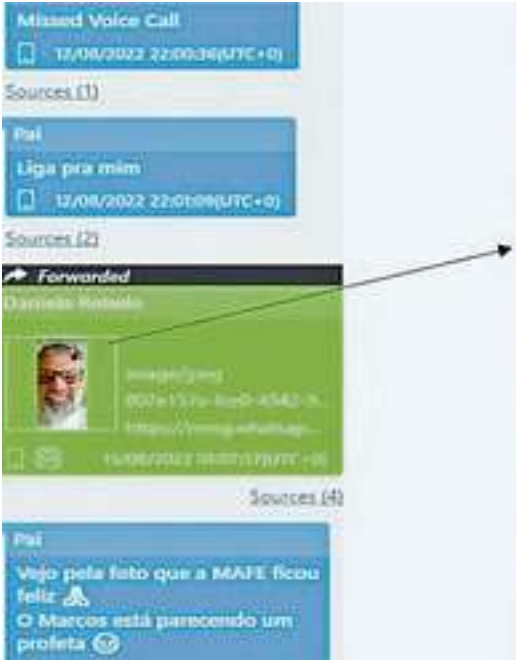 Missed Voice Call
12/08/2022 22:00:36(UTC+0)
Sources (1)
Pai
Liga pra mim
12/08/2022 22:01:09(UTC+0)
Sources (2)
Forwarded
image/jpeg
Sources (4)
Pai
Vejo pela foto que a MAFE ficou
feliz 🙏
O Marcos está parecendo um
profeta